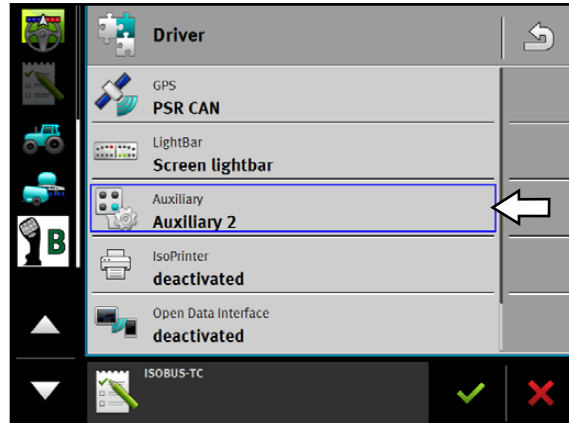 Driver
GPS
PSR CAN
LightBar
Screen lightbar
Auxiliary
Auxiliary 2
B
IsoPrinter
deactivated
Open Data Interface
deactivated
ISOBUS-TC